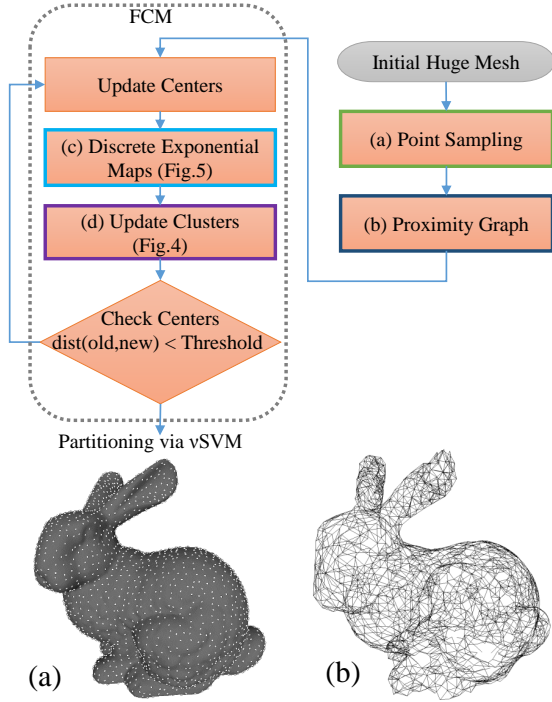 FCM
Update Centers
(c) Discrete Exponential
Maps (Fig.5)
(d) Update Clusters
(Fig.4)
Check Centers
dist(old,new) < Threshold
Partitioning via νSVM
Initial Huge Mesh
(a) Point Sampling
(b) Proximity Graph
(a)
(b)